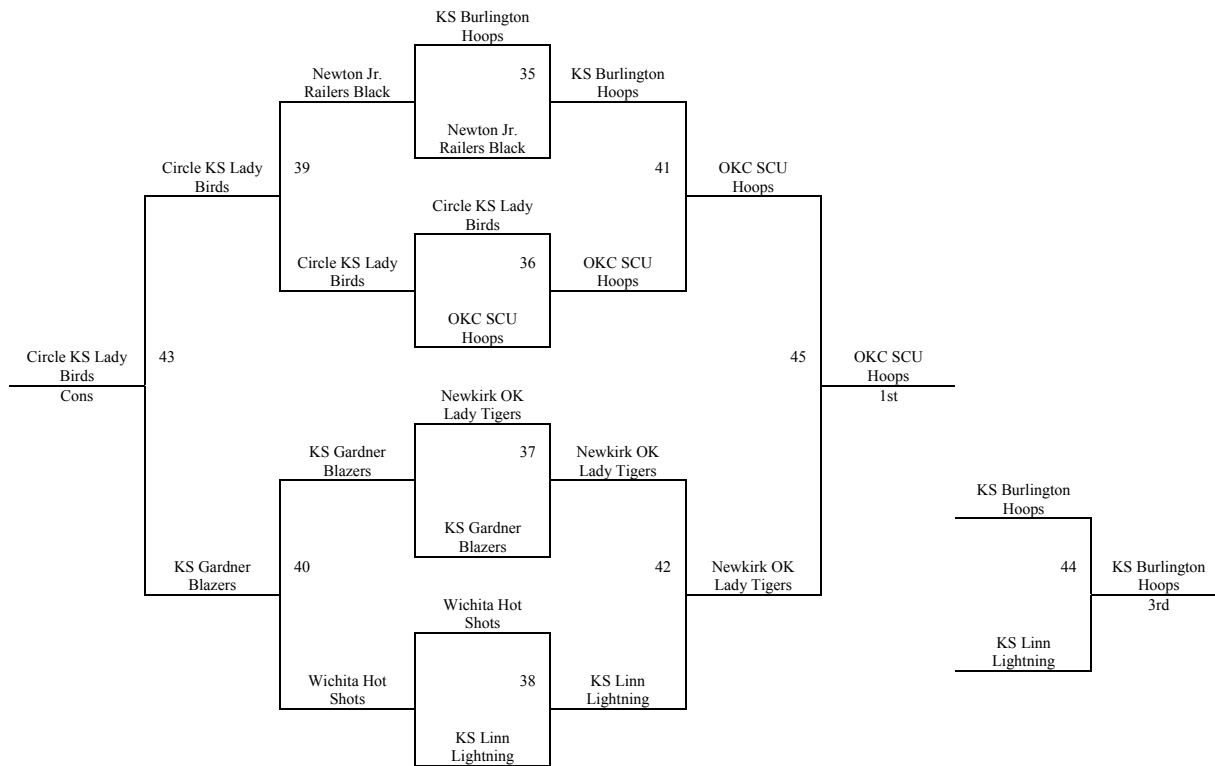 KS Burlington
Hoops
35
Newton Jr.
Railers Black
KS Burlington
Hoops
Newton Jr.
Railers Black
39
Circle KS Lady
Birds
41
OKC SCU
Hoops
Circle KS Lady
Birds
Circle KS Lady
Birds
36
OKC SCU
Hoops
OKC SCU
Hoops
Circle KS Lady
Birds
Cons
43
45
OKC SCU
Hoops
1st
Newkirk OK
Lady Tigers
KS Gardner
Blazers
37
Newkirk OK
Lady Tigers
KS Burlington
Hoops
KS Gardner
Blazers
KS Gardner
Blazers
40
42
Newkirk OK
Lady Tigers
44
KS Burlington
Hoops
3rd
Wichita Hot
Shots
KS Linn
Lightning
Wichita Hot
Shots
38
KS Linn
Lightning
KS Linn
Lightning